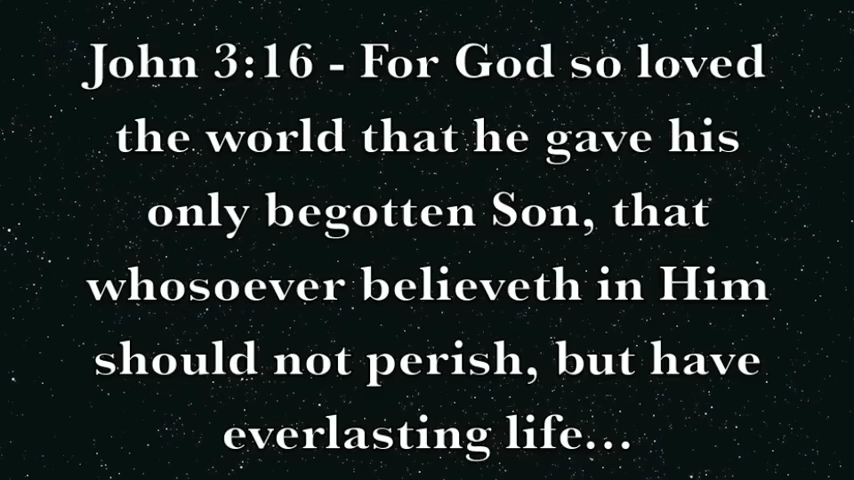 John 3:16 - For God so loved
the world that he gave his
only begotten Son, that
whosoever believeth in Him
should not perish, but have
everlasting life...